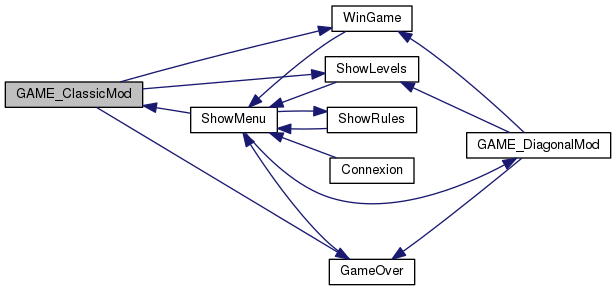 WinGame
ShowLevels
GAME_ClassicMod
ShowMenu
ShowRules
GAME_DiagonalMod
Connexion
GameOver